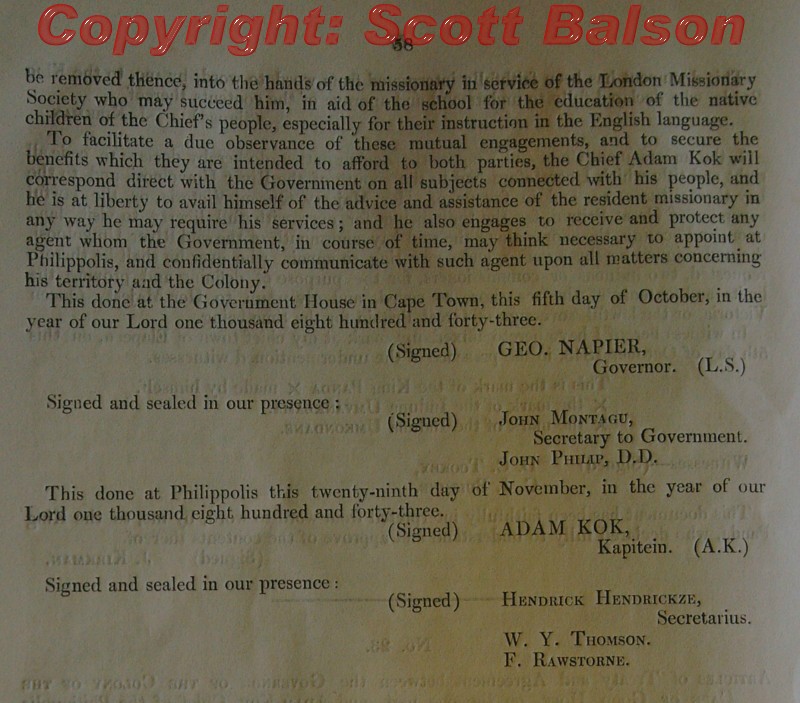 Copyright: Scott Balson
58
be removed thence, into the hands of the missionary in service of the London Missionary
Society who may succeed him, in aid of the school for the education of the native
children of the Chief's people, especially for their instruction in the English language.
To facilitate a due observance of these mutual engagements, and to secure the
benefits which they are intended to afford to both parties, the Chief Adam Kok will
correspond direct with the Government on all subjects connected with his people, and
he is at liberty to avail himself of the advice and assistance of the resident missionary in
any way he may require his services; and he also engages to receive and protect any
agent whom the Government, in course of time, may think necessary to appoint at
Philippolis, and confidentially communicate with such agent upon all matters concerning
his territory and the Colony.
This done at the Government House in Cape Town, this fifth day of October, in the
year of our Lord one thousand eight hundred and forty-three.
(Signed) GEO. NAPIER,
Governor. (L.S.)
Signed and sealed in our presence:
(Signed) JOHN MONTAGU,
Secretary to Government.
JOHN PHILIP, D.D.
This done at Philippolis this twenty-ninth day of November, in the year of our
Lord one thousand eight hundred and forty-three.
(Signed) ADAM KOK,
Kapitein. (A.K.)
Signed and sealed in our presence:
(Signed) HENDRICK HENDRICKZE,
Secretarius.
W. Y. THOMSON.
F. RAWSTORNE.